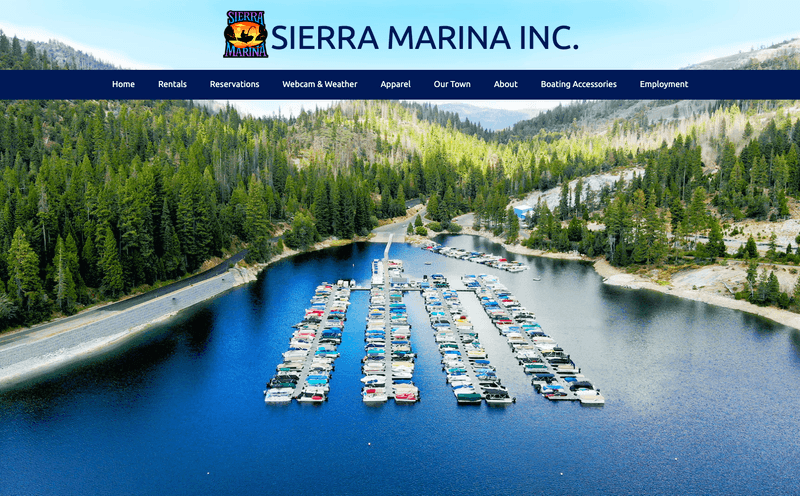 SIERRA
MARINA
SIERRA MARINA INC.
Home Rentals Reservations Webcam & Weather Apparel Our Town About Boating Accessories Employment